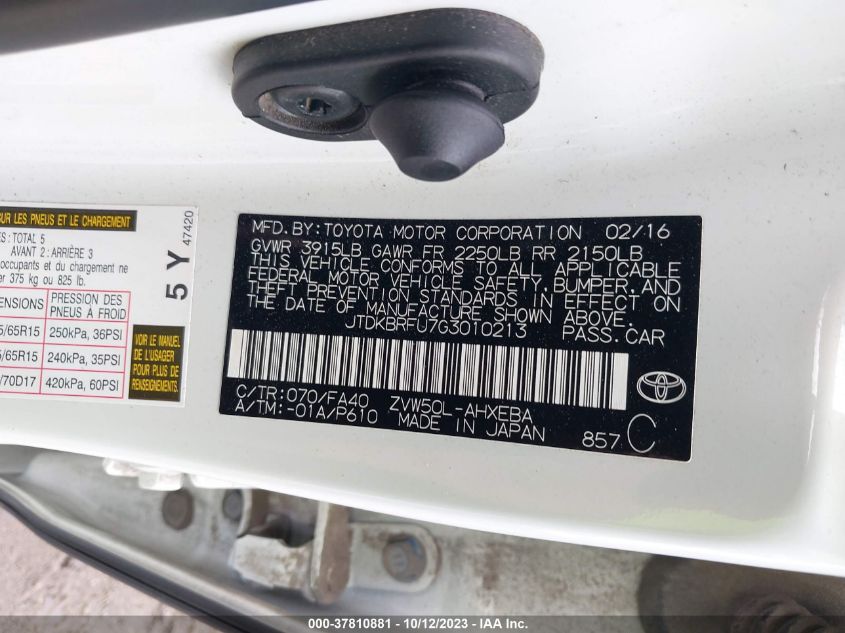 UR LES PNEUS ET LE CHARGEMENT
: TOTAL 5
AVANT 2: ARRIÈRE 3
occupants et du chargement ne
er 375 kg ou 825 lb.
PRESSION DES
PNEUS À FROID
5/65R15 250kPa, 36PSI
5/65R15 240kPa, 35PSI
/70D17 420kPa, 60PSI
VOIR LE MANUEL
DE L'USAGER
POUR PLUS DE
RENSEIGNEMENTS.
5 Y
47420
MFD. BY: TOYOTA MOTOR CORPORATION 02/16
GVWR 3915LB GAWR FR 2250LB RR 2150LB
THIS VEHICLE CONFORMS TO ALL APPLICABLE
FEDERAL MOTOR VEHICLE SAFETY, BUMPER, AND
THEFT PREVENTION STANDARDS IN EFFECT ON
THE DATE OF MANUFACTURE SHOWN ABOVE.
JTDKBRFU7G3010213 PASS. CAR
C/TR: 070/FA40 ZVW50L-AHXEBA
A/TM: -01A/P610 MADE IN JAPAN 857 C
000-37810881 - 10/12/2023 - IAAI.com